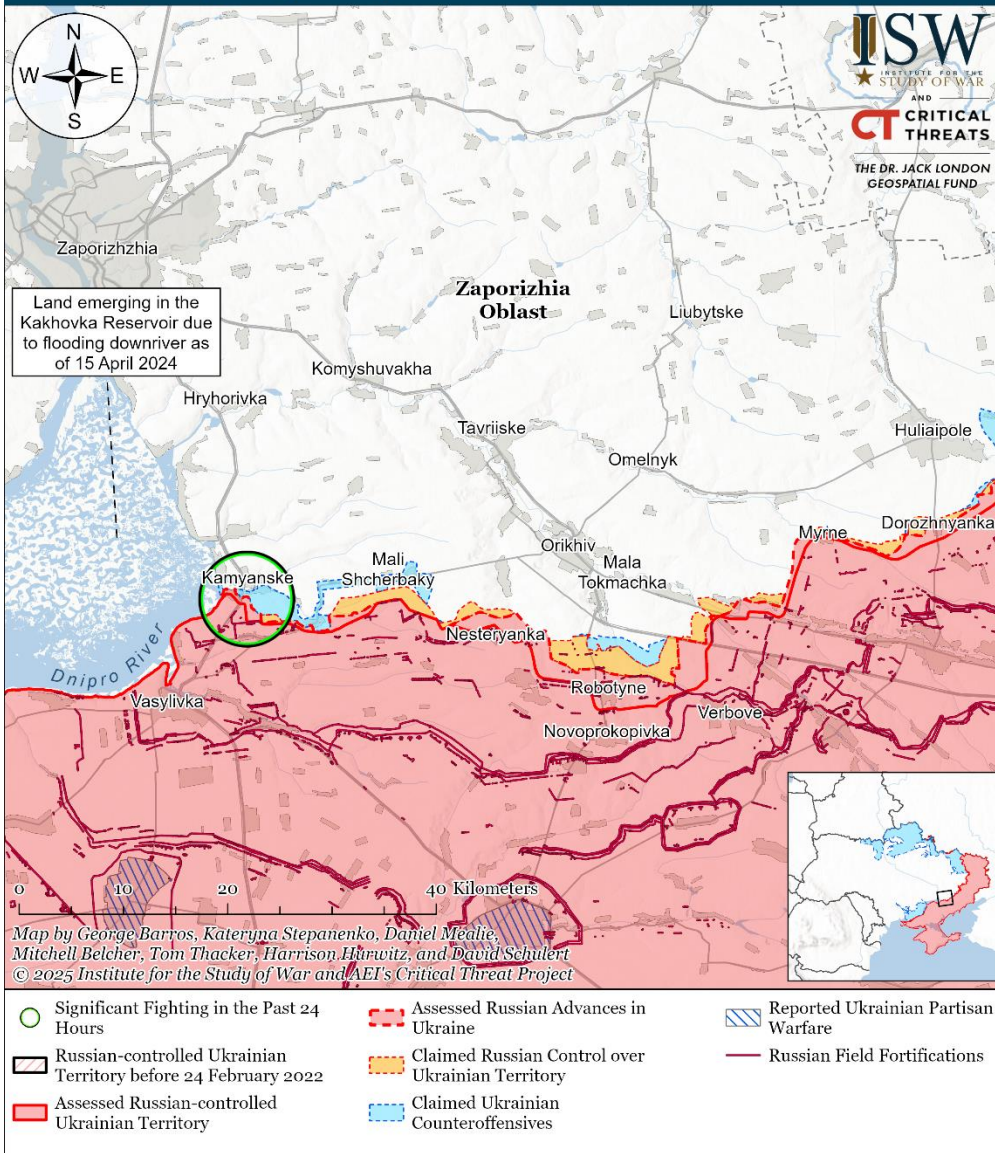 N
W E
S
ISW
INSTITUTE FOR THE
STUDY OF WAR
AND
CT CRITICAL
THREATS
THE DR. JACK LONDON
GEOSPATIAL FUND
Zaporizhzhia
Land emerging in the
Kakhovka Reservoir due
to flooding downriver as
of 15 April 2024
Zaporizhia
Oblast
Liubytske
Komyshuvakha
Hryhorivka
Tavriiske
Huliaipole
Omelnyk
Dorozhnyanka
Myrne
Orikhiv
Mali
Shcherbaky
Mala
Tokmachka
Kamyanske
Nesteryanka
Dnipro River
Robotyne
Vasylivka
Verbove
Novoprokopivka
0 10 20 40 Kilometers
Map by George Barros, Kateryna Stepanenko, Daniel Mealie,
Mitchell Belcher, Tom Thacker, Harrison Hurwitz, and David Schulert
© 2025 Institute for the Study of War and AEI's Critical Threat Project
Significant Fighting in the Past 24
Hours
Russian-controlled Ukrainian
Territory before 24 February 2022
Assessed Russian-controlled
Ukrainian Territory
Assessed Russian Advances in
Ukraine
Claimed Russian Control over
Ukrainian Territory
Claimed Ukrainian
Counteroffensives
Reported Ukrainian Partisan
Warfare
Russian Field Fortifications